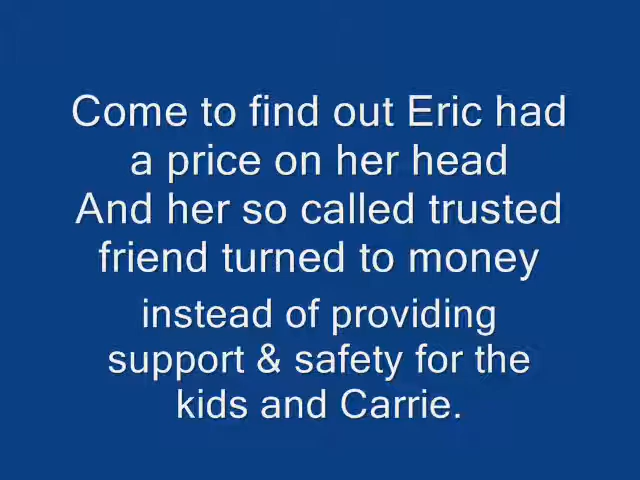 Come to find out Eric had
a price on her head
And her so called trusted
friend turned to money
instead of providing
support & safety for the
kids and Carrie.